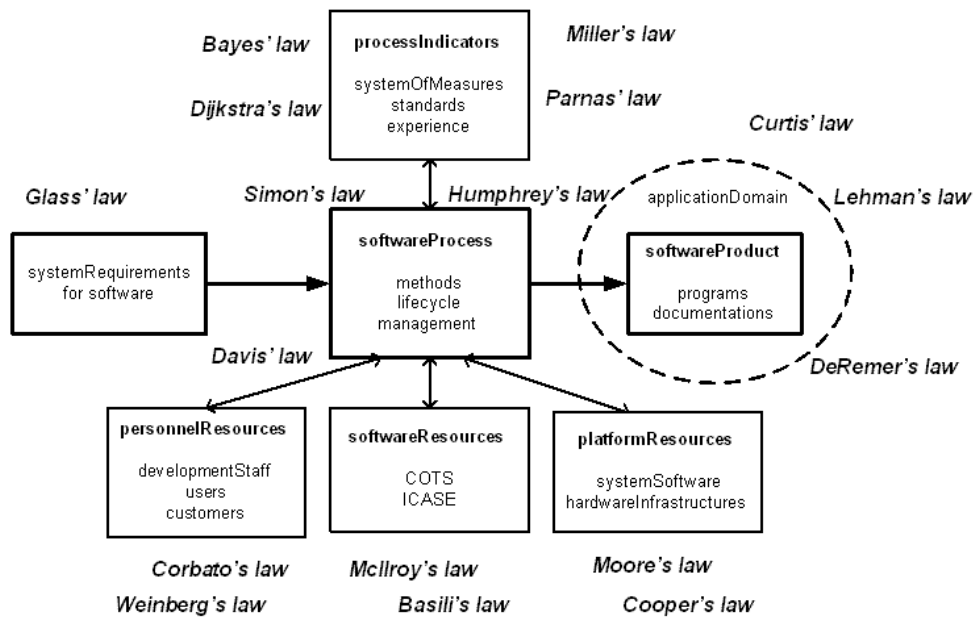 Bayes' law
processIndicators
Miller's law
systemOfMeasures
standards
experience
Dijkstra's law
Parnas' law
Curtis' law
Glass' law
Simon's law
Humphrey's law
applicationDomain
Lehman's law
systemRequirements
for software
softwareProcess
methods
lifecycle
management
softwareProduct
programs
documentations
Davis' law
DeRemer's law
personnelResources
developmentStaff
users
customers
softwareResources
COTS
ICASE
platformResources
systemSoftware
hardwareInfrastructures
Corbato's law
McIlroy's law
Moore's law
Weinberg's law
Basili's law
Cooper's law